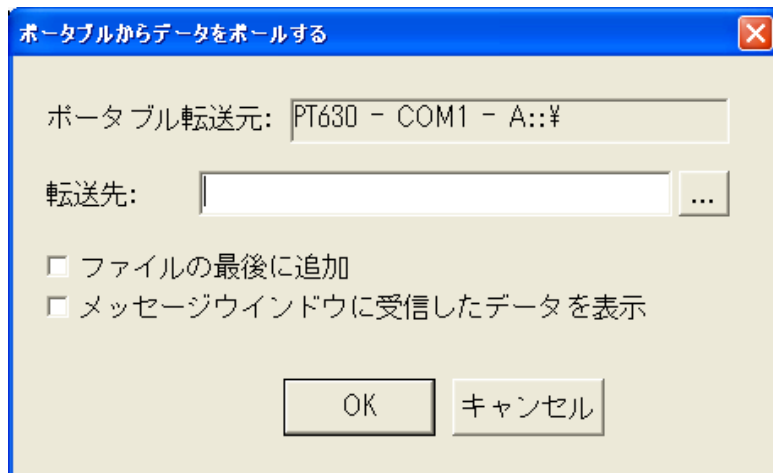 ポータブルからデータをポールする
ポータブル転送元: PT630 - COM1 - A::¥
転送先: ...
ファイルの最後に追加
メッセージウインドウに受信したデータを表示
OK キャンセル